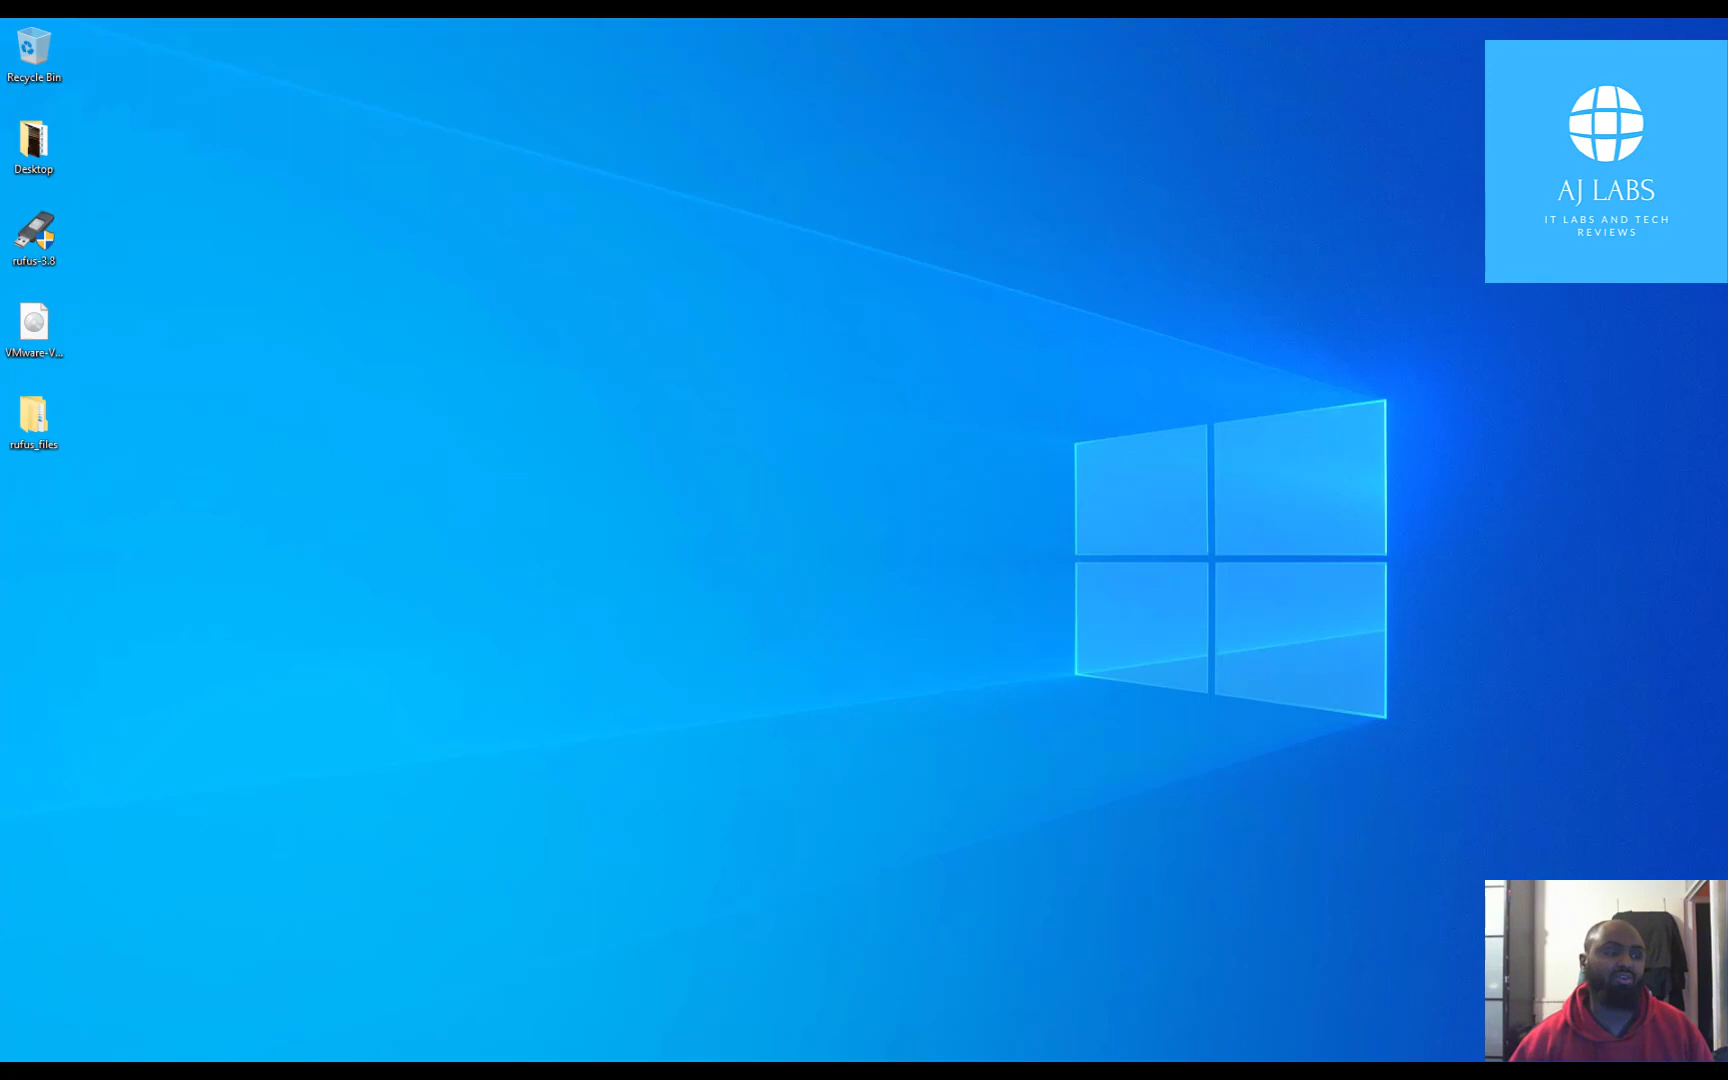 Recycle Bin
Desktop
rufus-3.8
VMware-V...
rufus_files
AJ LABS
IT LABS AND TECH
REVIEWS